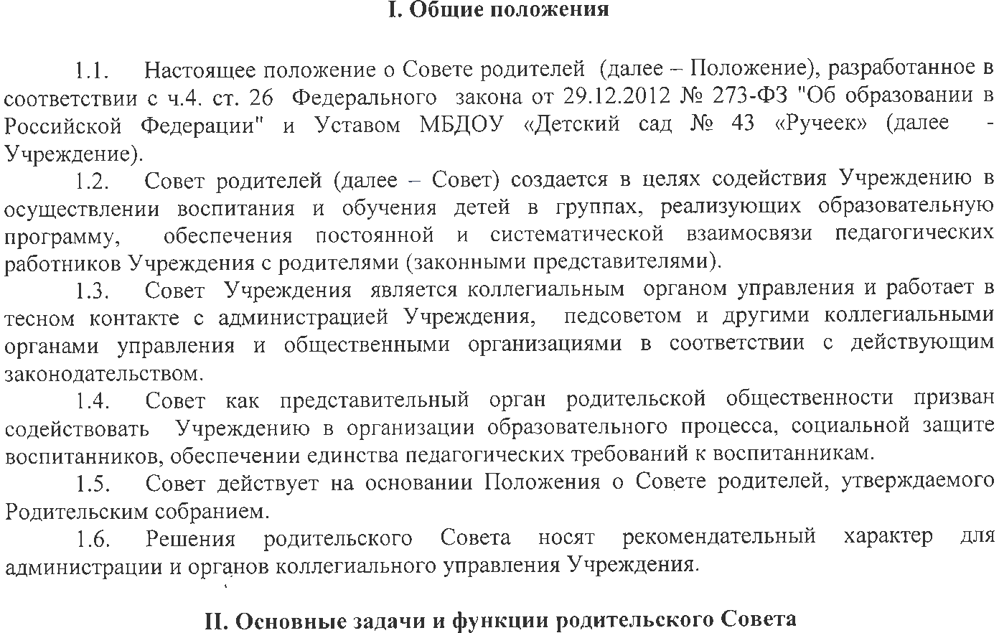 I. Общие положения
1.1. Настоящее положение о Совете родителей (далее – Положение), разработанное в
соответствии с ч.4. ст. 26 Федерального закона от 29.12.2012 № 273-ФЗ "Об образовании в
Российской Федерации" и Уставом МБДОУ «Детский сад № 43 «Ручеек» (далее -
Учреждение).
1.2. Совет родителей (далее – Совет) создается в целях содействия Учреждению в
осуществлении воспитания и обучения детей в группах, реализующих образовательную
программу, обеспечения постоянной и систематической взаимосвязи педагогических
работников Учреждения с родителями (законными представителями).
1.3. Совет Учреждения является коллегиальным органом управления и работает в
тесном контакте с администрацией Учреждения, педсоветом и другими коллегиальными
органами управления и общественными организациями в соответствии с действующим
законодательством.
1.4. Совет как представительный орган родительской общественности призван
содействовать Учреждению в организации образовательного процесса, социальной защите
воспитанников, обеспечении единства педагогических требований к воспитанникам.
1.5. Совет действует на основании Положения о Совете родителей, утверждаемого
Родительским собранием.
1.6. Решения родительского Совета носят рекомендательный характер для
администрации и органов коллегиального управления Учреждения.
II. Основные задачи и функции родительского Совета